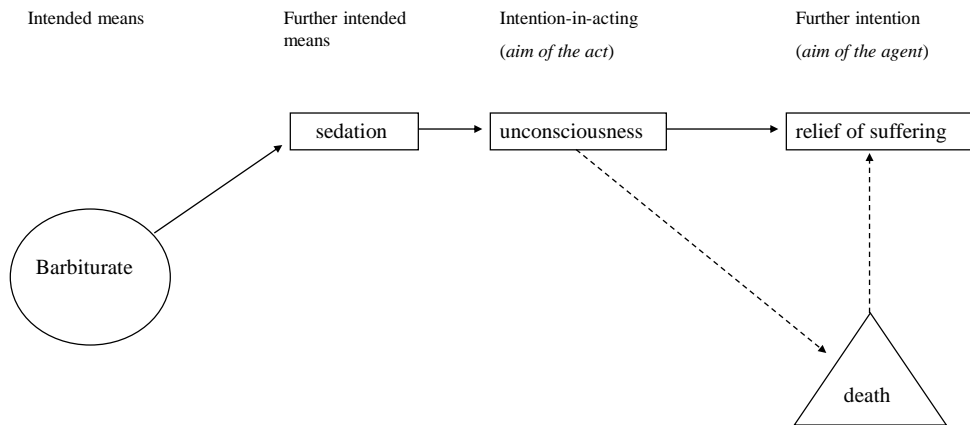 Intended means
Further intended
means
Intention-in-acting
(aim of the act)
Further intention
(aim of the agent)
sedation
unconsciousness
relief of suffering
Barbiturate
death